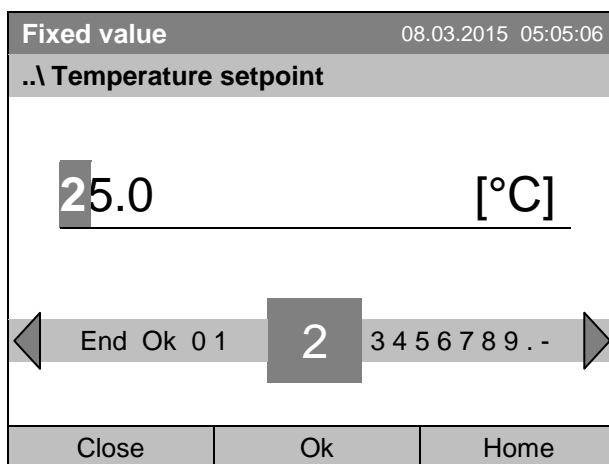 Fixed value 08.03.2015 05:05:06
..\ Temperature setpoint
25.0 [°C]
End Ok 0 1 2 3 4 5 6 7 8 9 . -
Close Ok Home